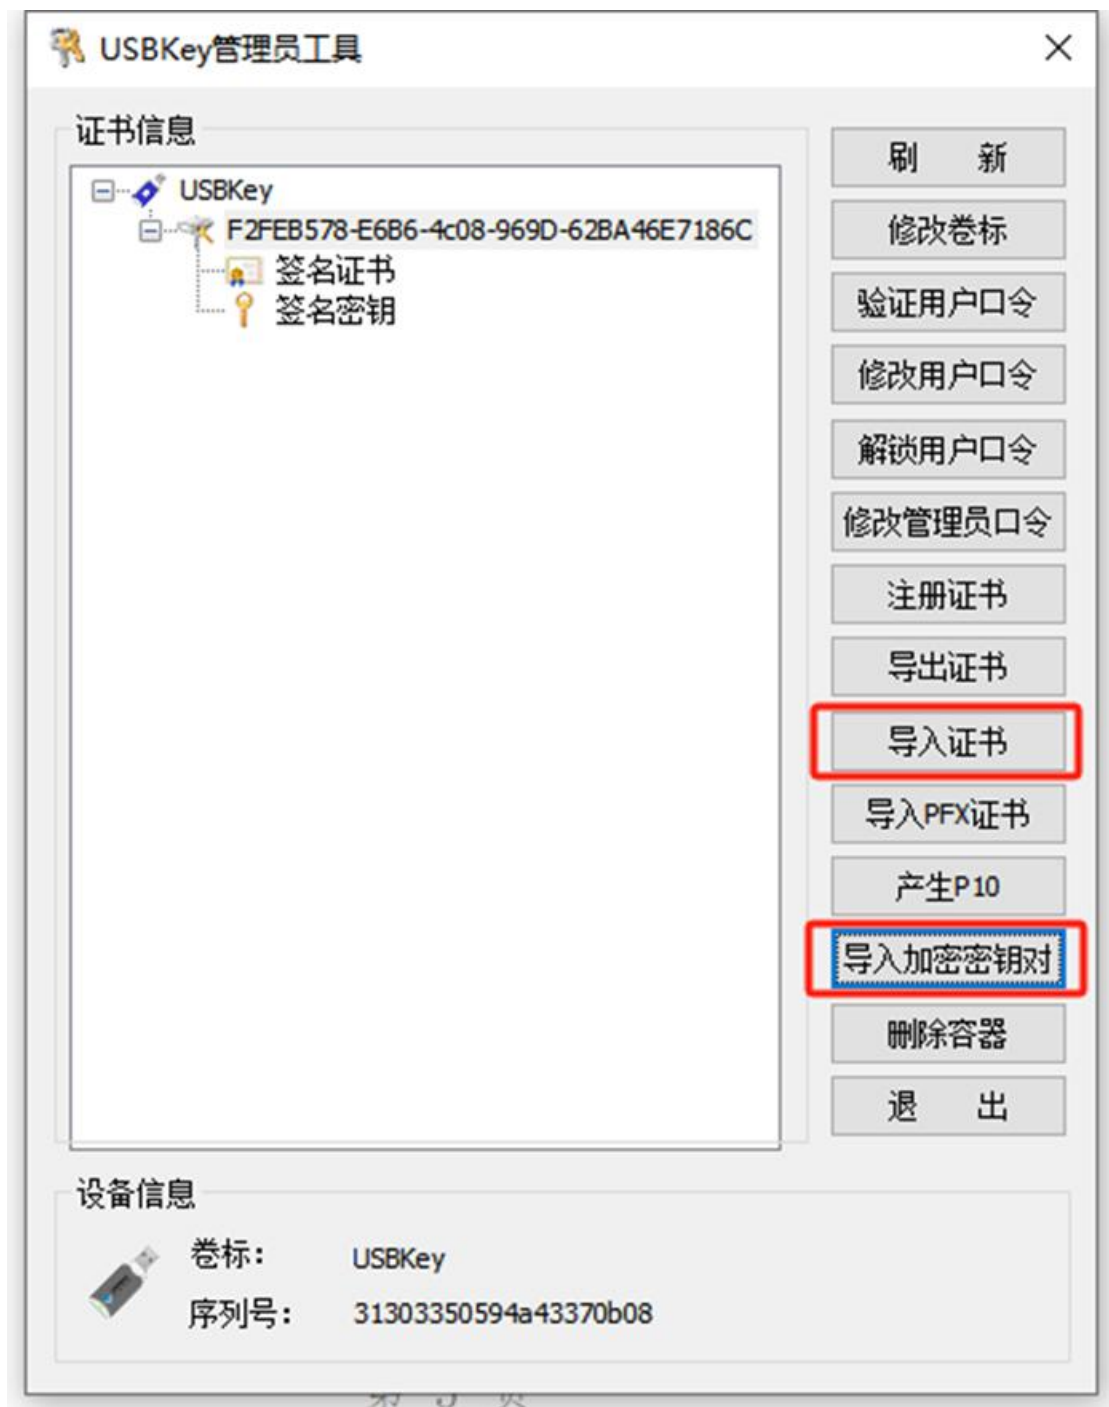 USBKey管理员工具
证书信息
USBKey
F2FEB578-E6B6-4c08-969D-62BA46E7186C
签名证书
签名密钥
刷 新
修改卷标
验证用户口令
修改用户口令
解锁用户口令
修改管理员口令
注册证书
导出证书
导入证书
导入PFX证书
产生P10
导入加密密钥对
删除容器
退 出
设备信息
卷标: USBKey
序列号: 31303350594a43370b08